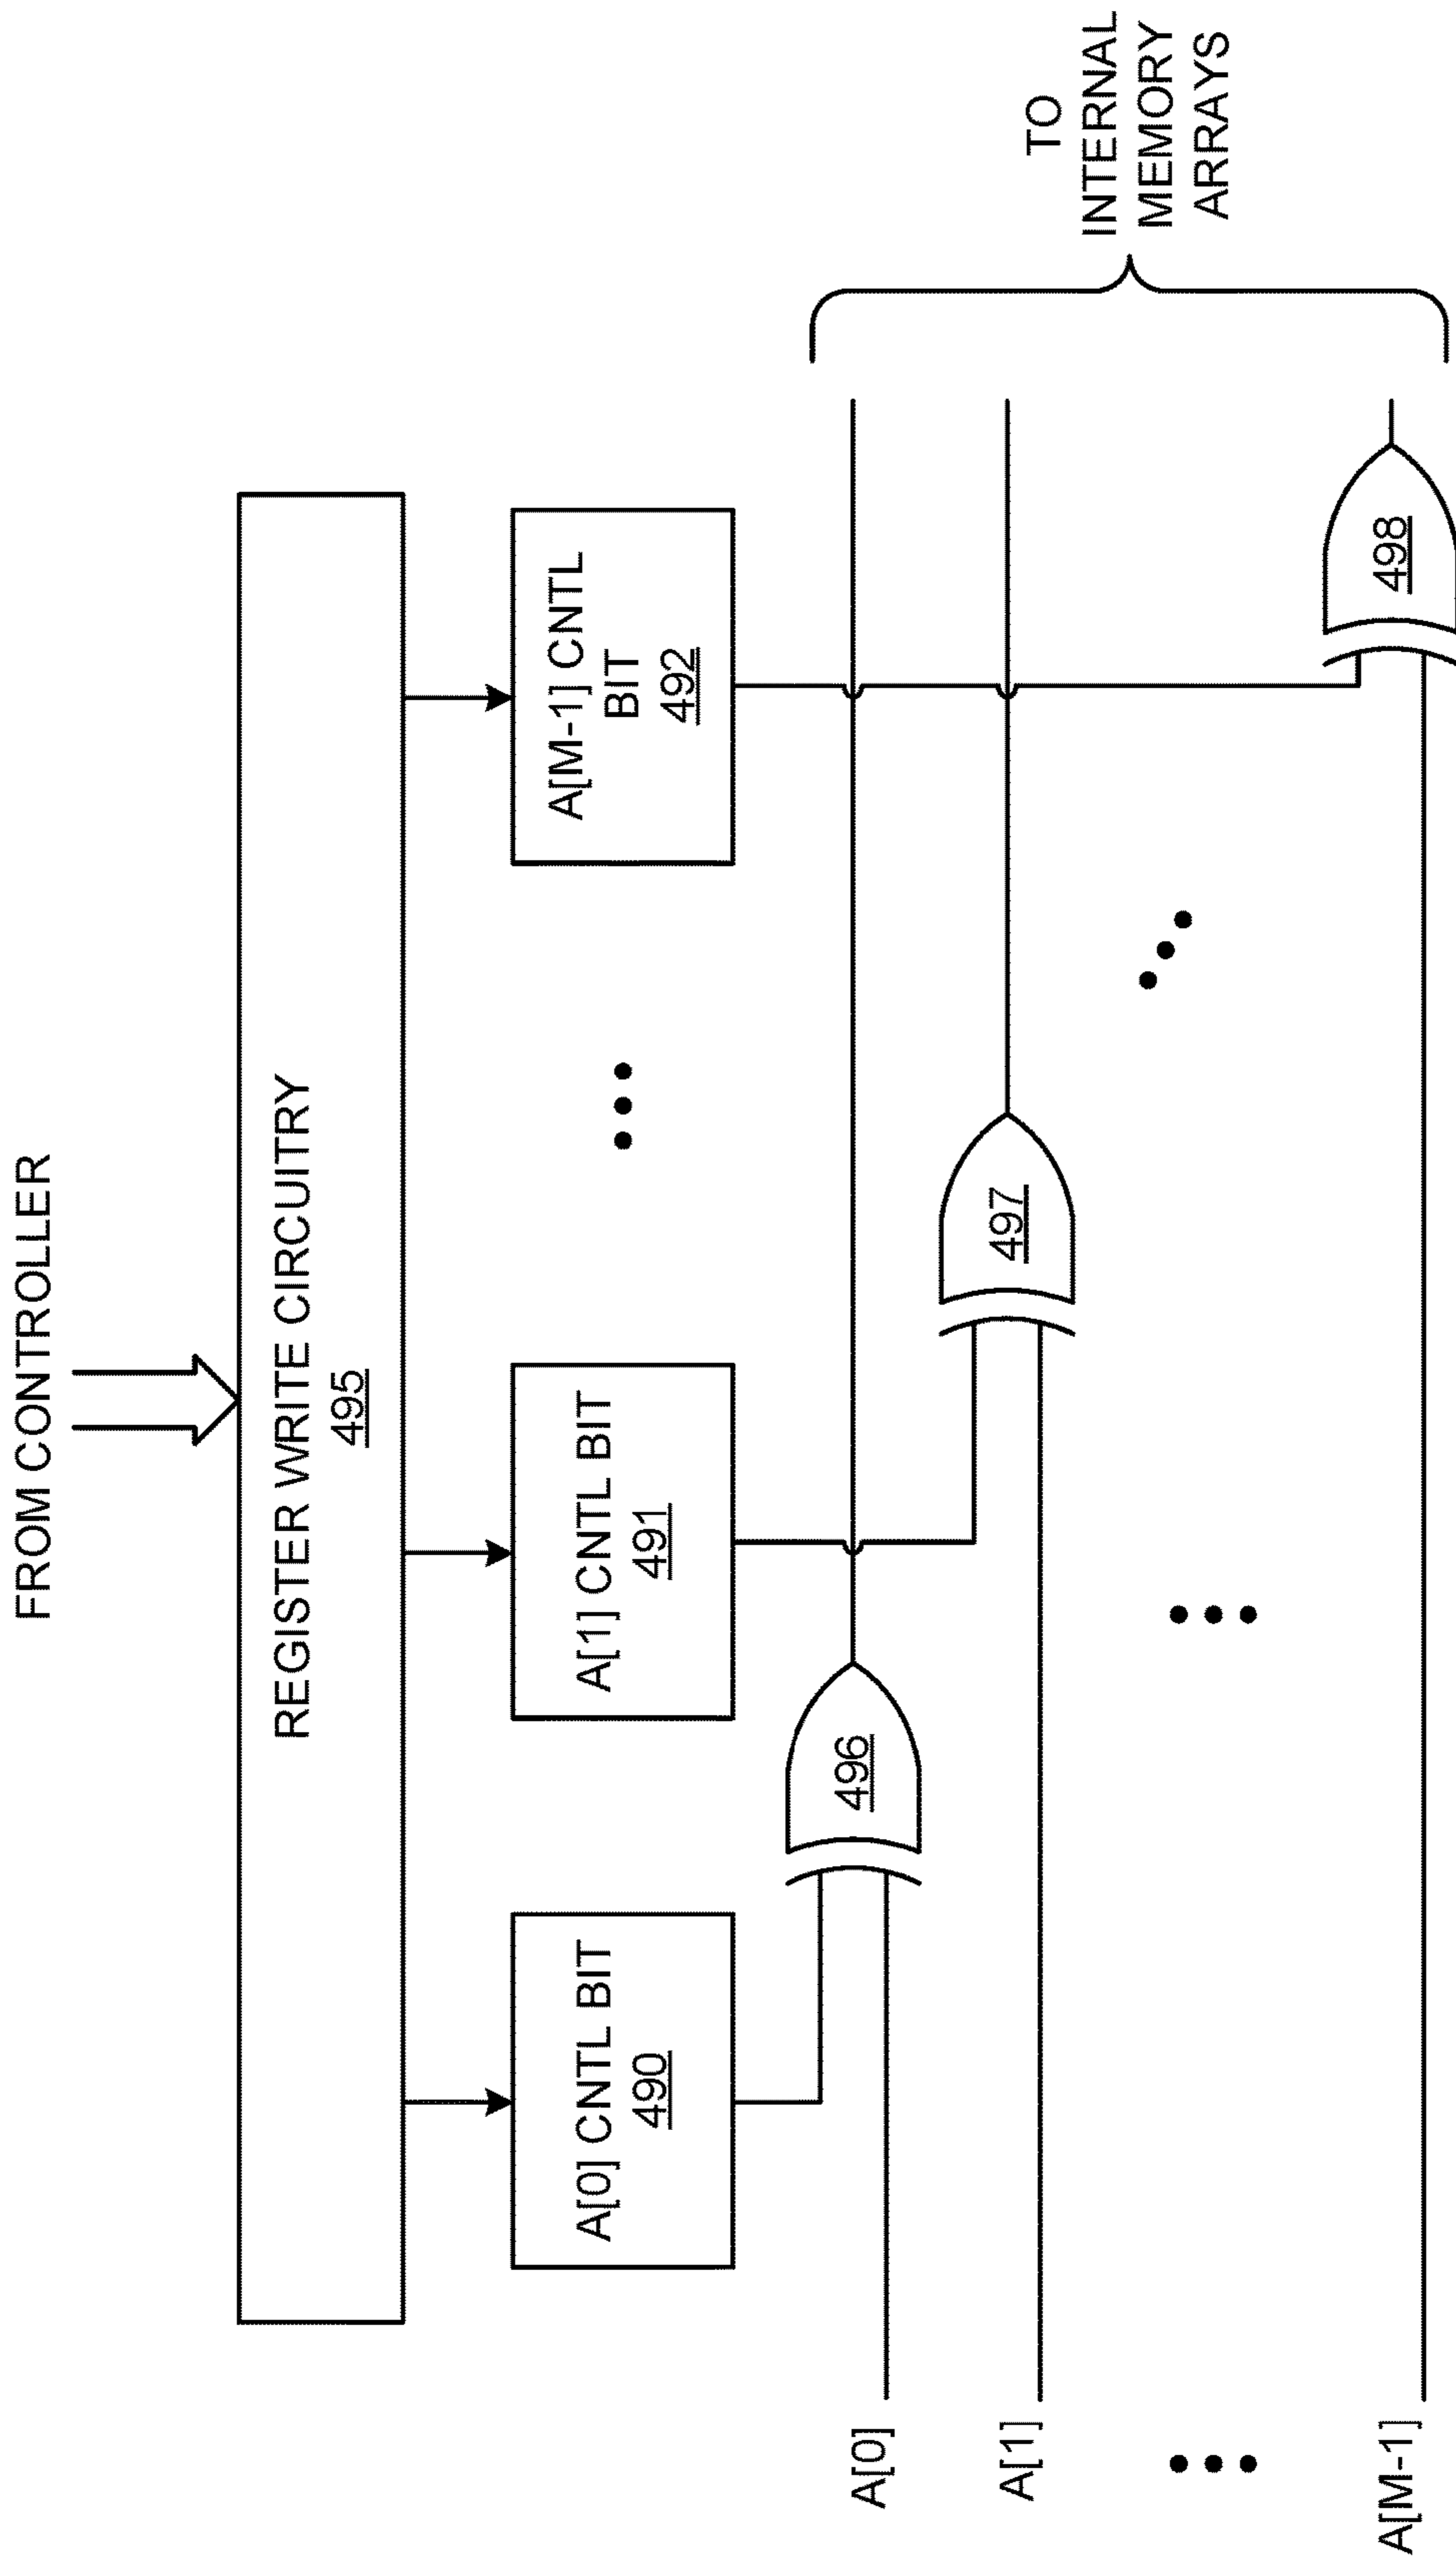 FROM CONTROLLER
REGISTER WRITE CIRCUITRY
495
A[0] CNTL BIT
490
A[1] CNTL BIT
491
A[M-1] CNTL
BIT
492
A[0]
496
A[1]
497
A[M-1]
498
TO
INTERNAL
MEMORY
ARRAYS